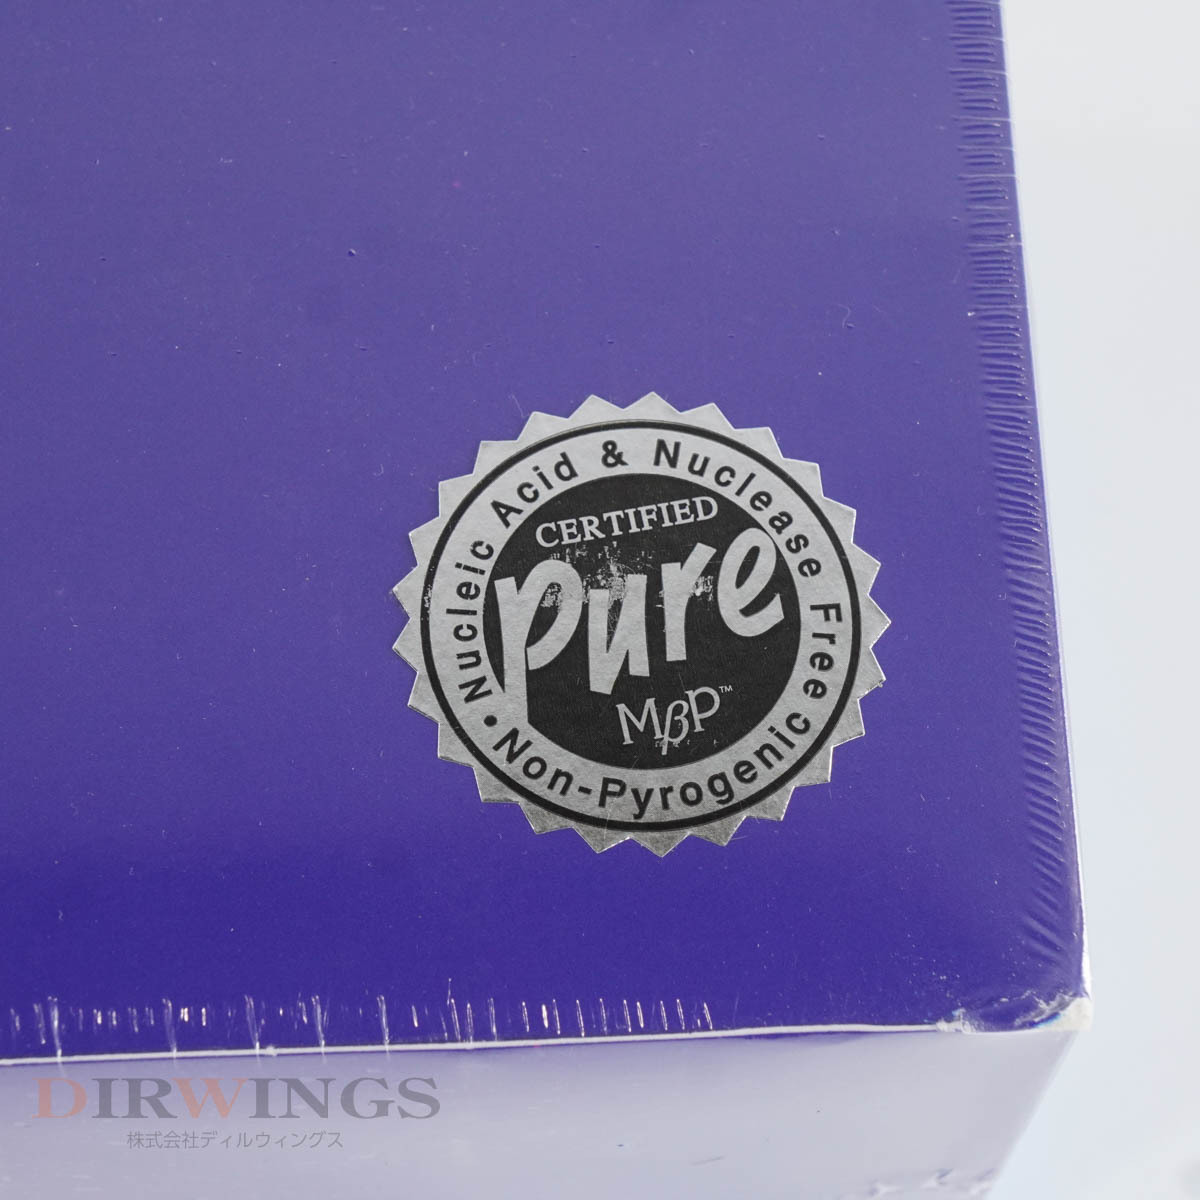 Nucleic Acid & Nuclease Free • Non-Pyrogenic
CERTIFIED
pure
MβP™
DIRWINGS
株式会社ディルウィングス